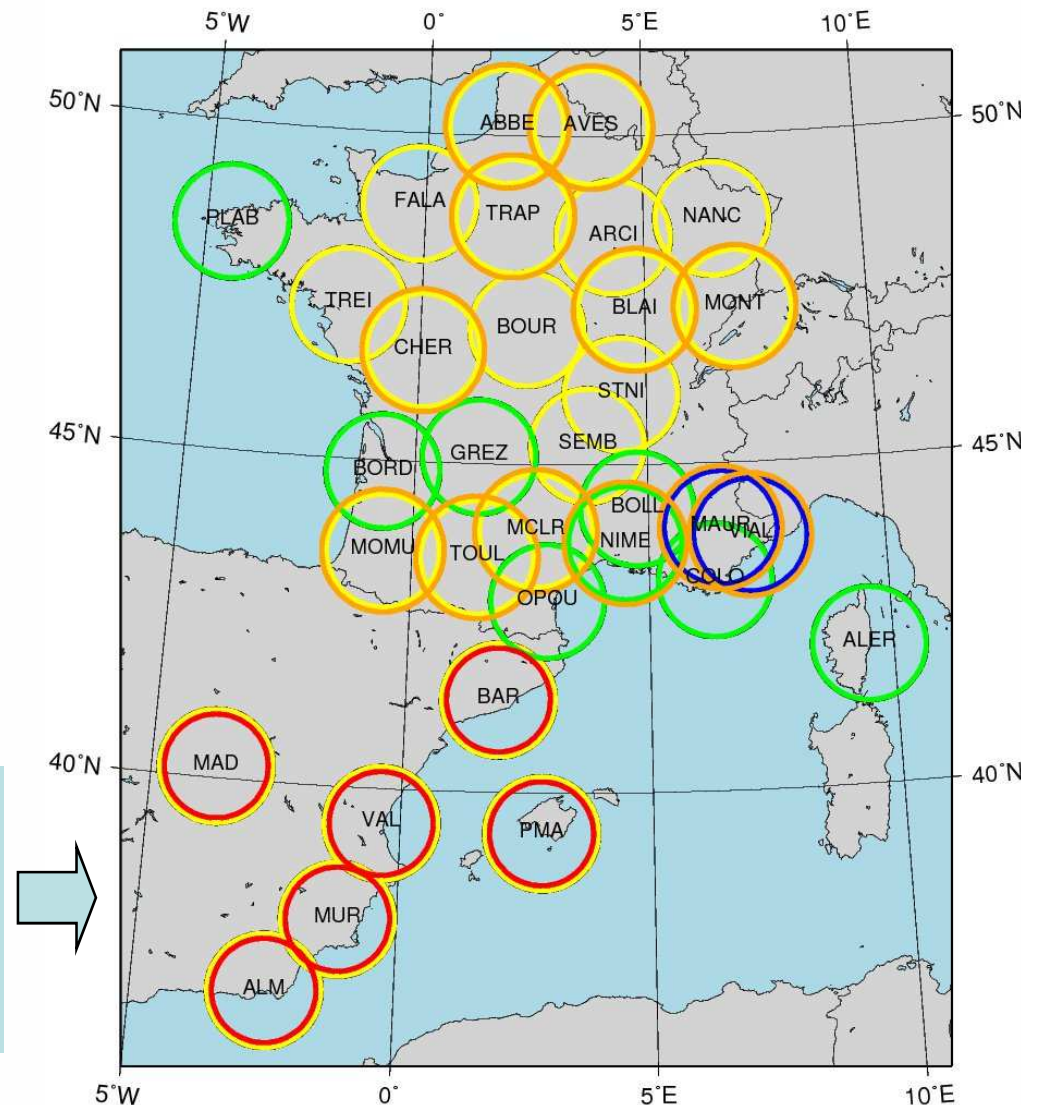 5°W 0° 5°E 10°E
50°N 50°N
ABBE AVES
FALA TRAP NANC
PLAB ARCI
TREI BLAI MONT
BOUR
CHER
STNI
45°N SEMB 45°N
BORD GREZ
BOLL
MOMU TOUL MCLR NIME MAUR VIAL
COLO
OPOU
ALER
BAR
40°N MAD 40°N
VAL PMA
MUR
ALM
5°W 0° 5°E 10°E